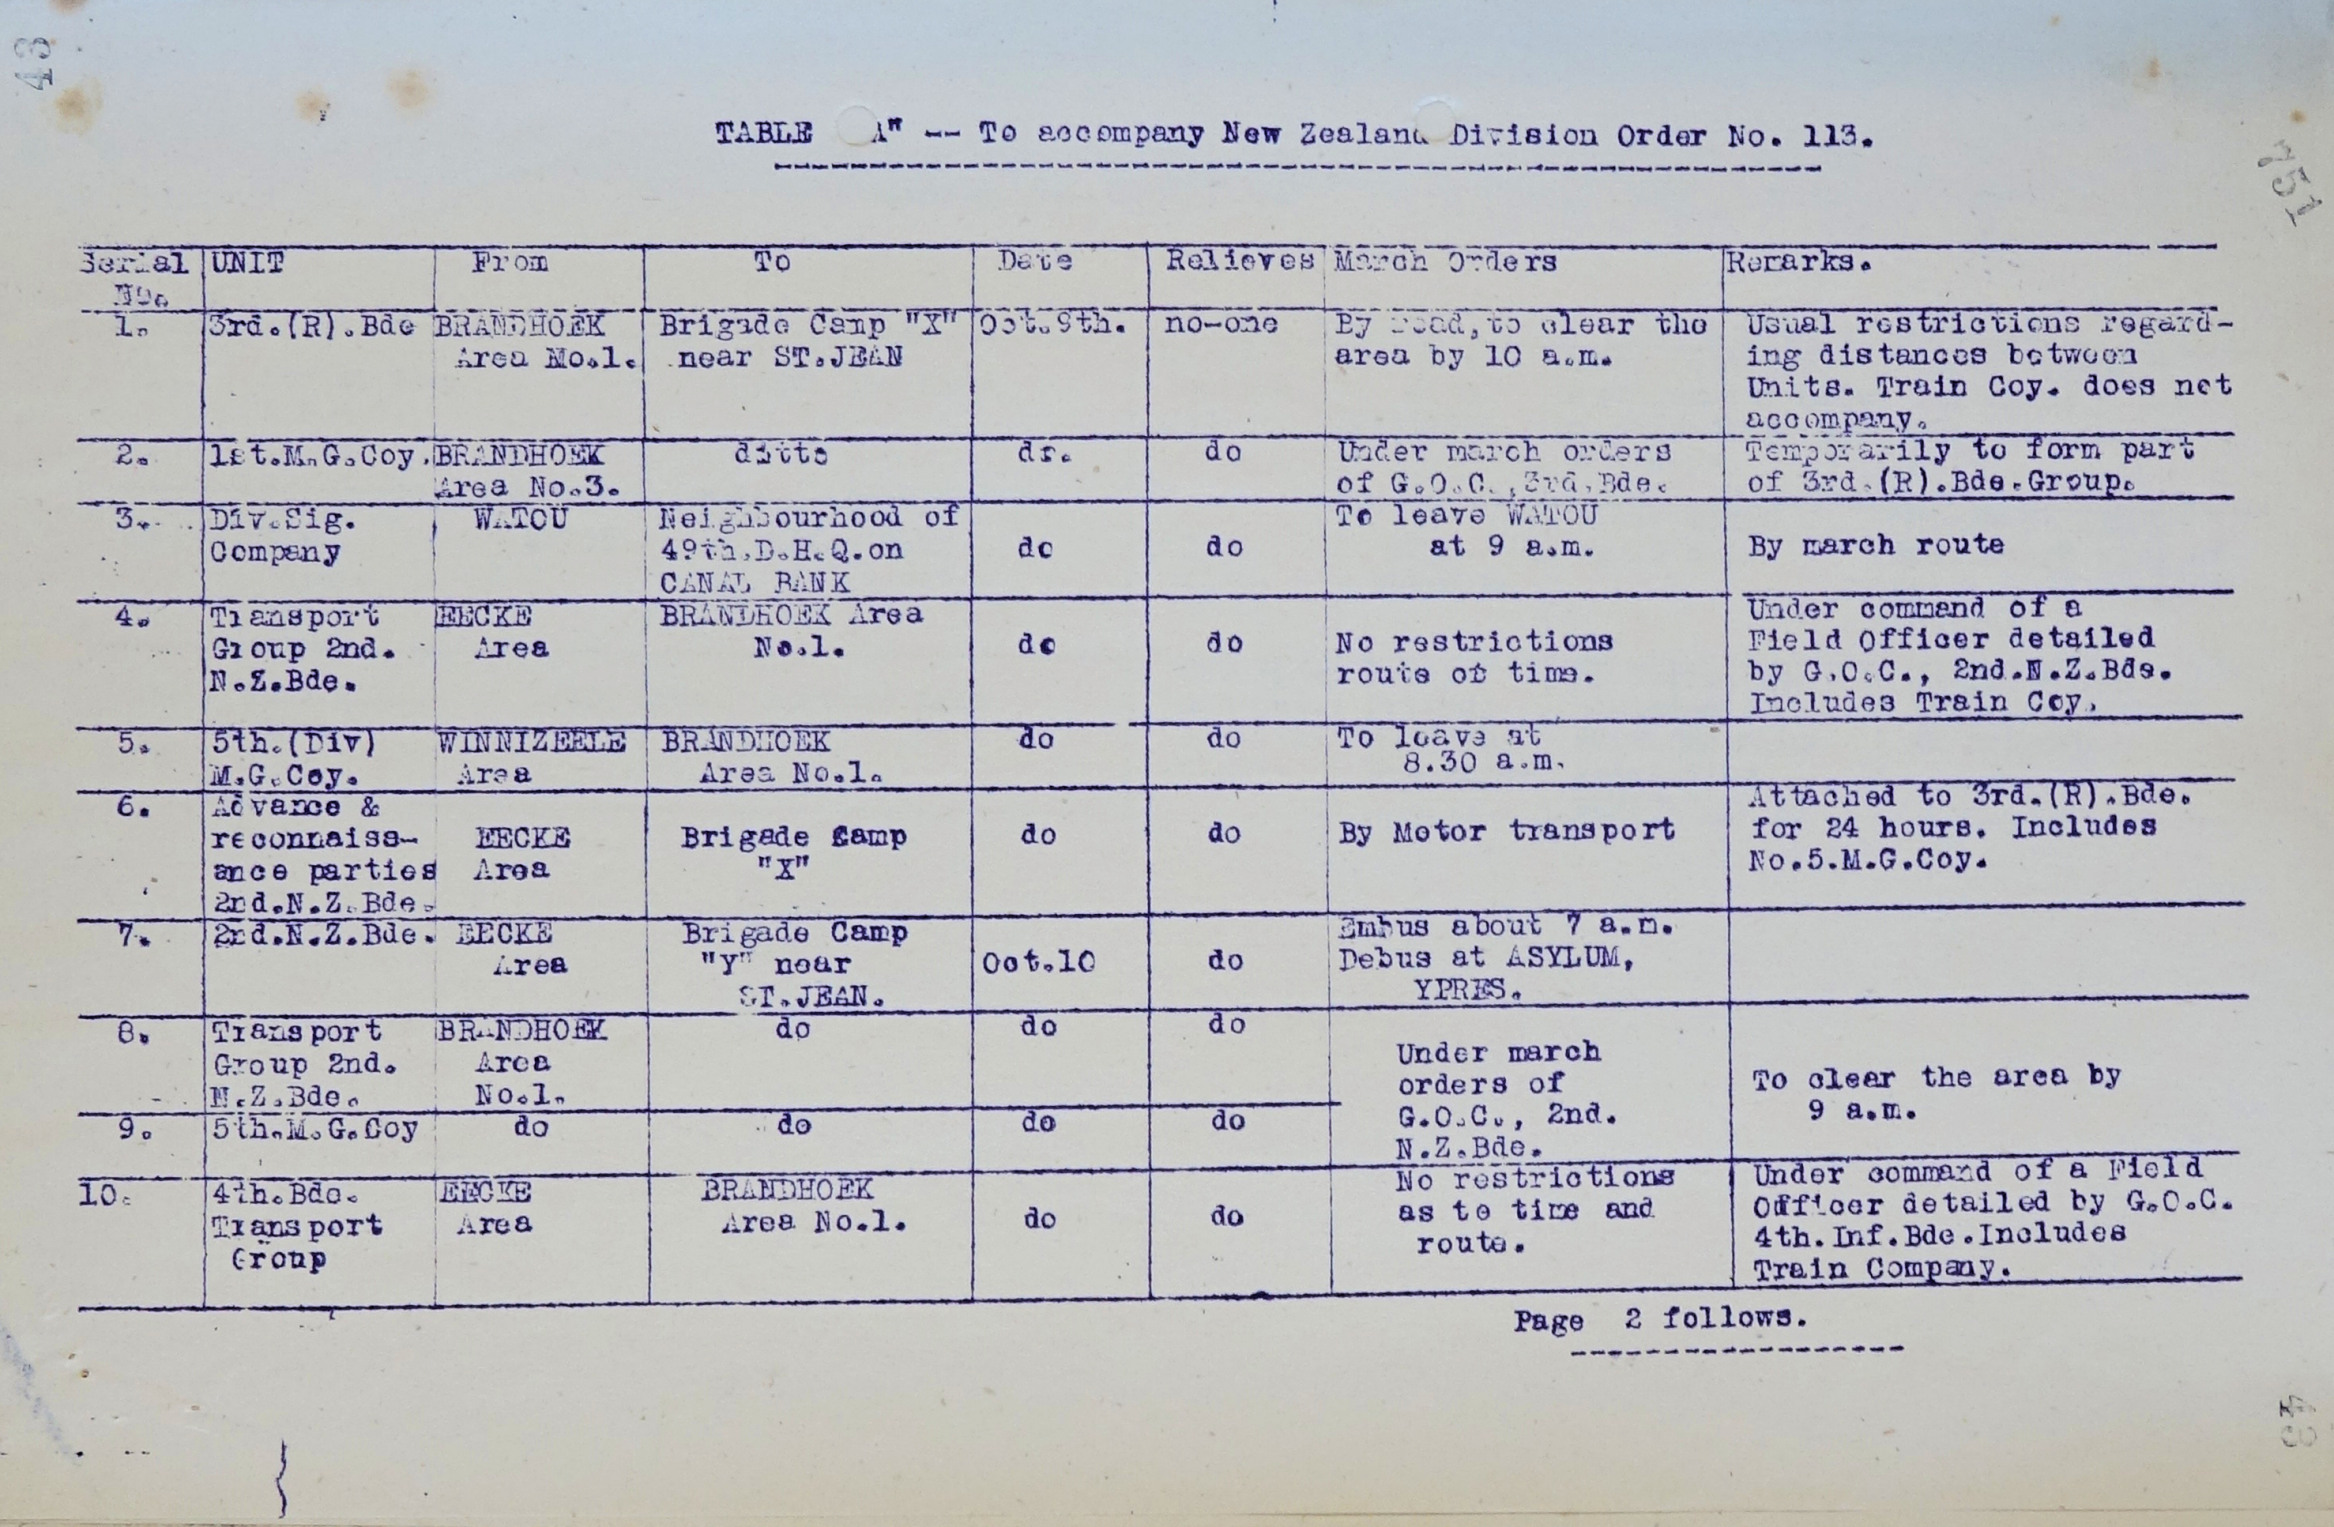 43
751
TABLE A" -- To accompany New Zealand Division Order No. 113.
Serial No. | UNIT | From | To | Date | Relieves | March Orders | Remarks.
1. | 3rd.(R).Bde | BRANDHOEK | Brigade Camp "X" | Oct.9th. | no-one | By road, to clear the | Usual restrictions regard-
Area No.1. | near ST.JEAN | area by 10 a.m. | ing distances between
Units. Train Coy. does not
accompany.
2. | 1st.M.G.Coy. | BRANDHOEK | ditto | do. | do | Under march orders | Temporarily to form part
Area No.3. | of G.O.C.,3rd.Bde. | of 3rd.(R).Bde.Group.
3. | Div.Sig. | WATOU | Neighbourhood of | To leave WATOU
Company | 49th.D.H.Q.on | do | do | at 9 a.m. | By march route
CANAL BANK
4. | Transport | EECKE | BRANDHOEK Area | Under command of a
Group 2nd. | Area | No.1. | do | do | No restrictions | Field Officer detailed
N.Z.Bde. | route or time. | by G.O.C., 2nd.N.Z.Bde.
Includes Train Coy.
5. | 5th.(Div) | WINNIZEELE | BRANDHOEK | do | do | To leave at
M.G.Coy. | Area | Area No.1. | 8.30 a.m.
6. | Advance & | Attached to 3rd.(R).Bde.
reconnaiss- | EECKE | Brigade Camp | do | do | By Motor transport | for 24 hours. Includes
ance parties | Area | "X" | No.5.M.G.Coy.
2nd.N.Z.Bde.
7. | 2nd.N.Z.Bde. | EECKE | Brigade Camp | Embus about 7 a.m.
Area | "Y" near | Oct.10 | do | Debus at ASYLUM,
ST.JEAN. | YPRES.
8. | Transport | BRANDHOEK | do | do | do
Group 2nd. | Area | Under march
N.Z.Bde. | No.1. | orders of | To clear the area by
9. | 5th.M.G.Coy | do | do | do | do | G.O.C., 2nd. | 9 a.m.
N.Z.Bde.
10. | 4th.Bde. | EECKE | BRANDHOEK | No restrictions | Under command of a Field
Transport | Area | Area No.1. | do | do | as to time and | Officer detailed by G.O.C.
Group | route. | 4th.Inf.Bde.Includes
Train Company.
Page 2 follows.
43